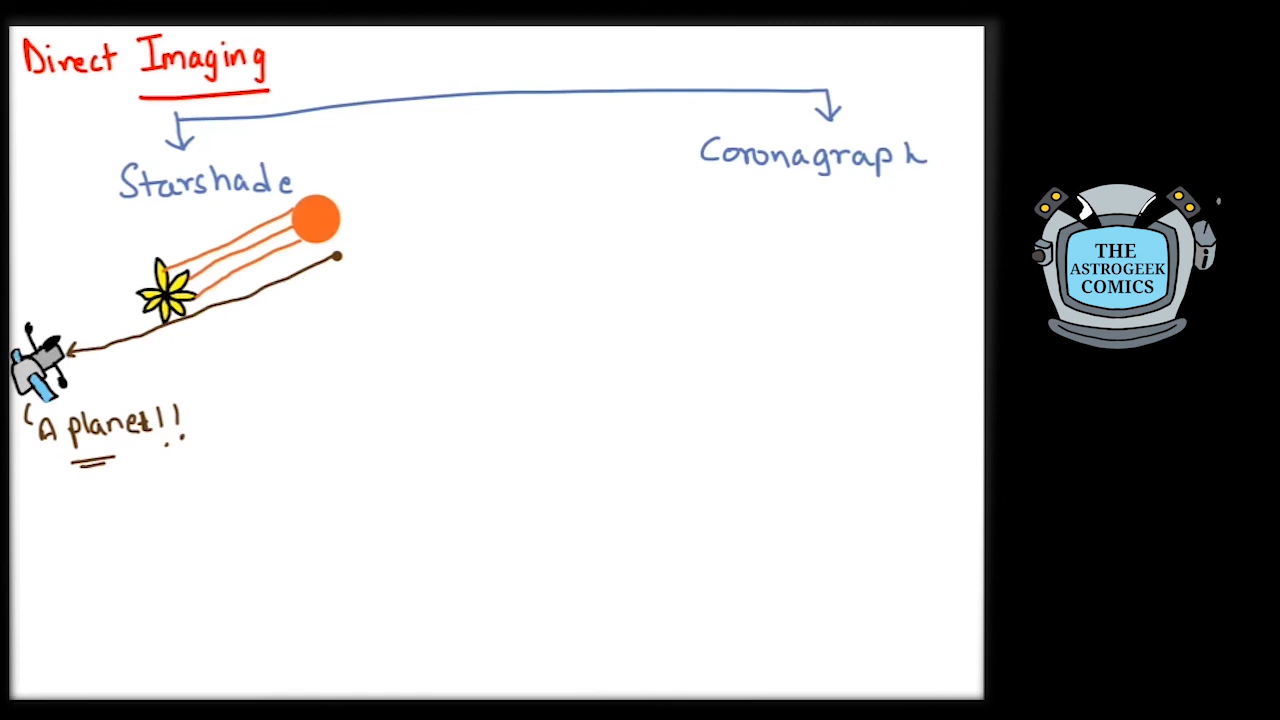 Direct Imaging
Starshade
Coronagraph
A planet!!
THE
ASTROGEEK
COMICS